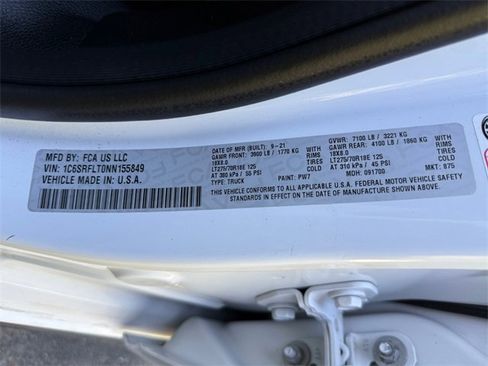 MFD BY: FCA US LLC
VIN: 1C6SRFLT0NN155849
VEHICLE MADE IN U.S.A.
DATE OF MFR (BUILT): 9-21 GVWR: 7100 LB / 3221 KG
GAWR FRONT: 3900 LB / 1770 KG GAWR REAR: 4100 LB / 1860 KG
18X8.0 RIMS 18X8.0 RIMS
LT275/70R18E 125 TIRES LT275/70R18E 125 TIRES
AT 380 kPa / 55 PSI COLD AT 310 kPa / 45 PSI COLD
TYPE: TRUCK PAINT: PW7 MDH: 091700 MKT: 875
THIS VEHICLE CONFORMS TO ALL APPLICABLE U.S.A. FEDERAL MOTOR VEHICLE SAFETY
STANDARDS IN EFFECT ON THE DATE OF MANUFACTURE SHOWN ABOVE.